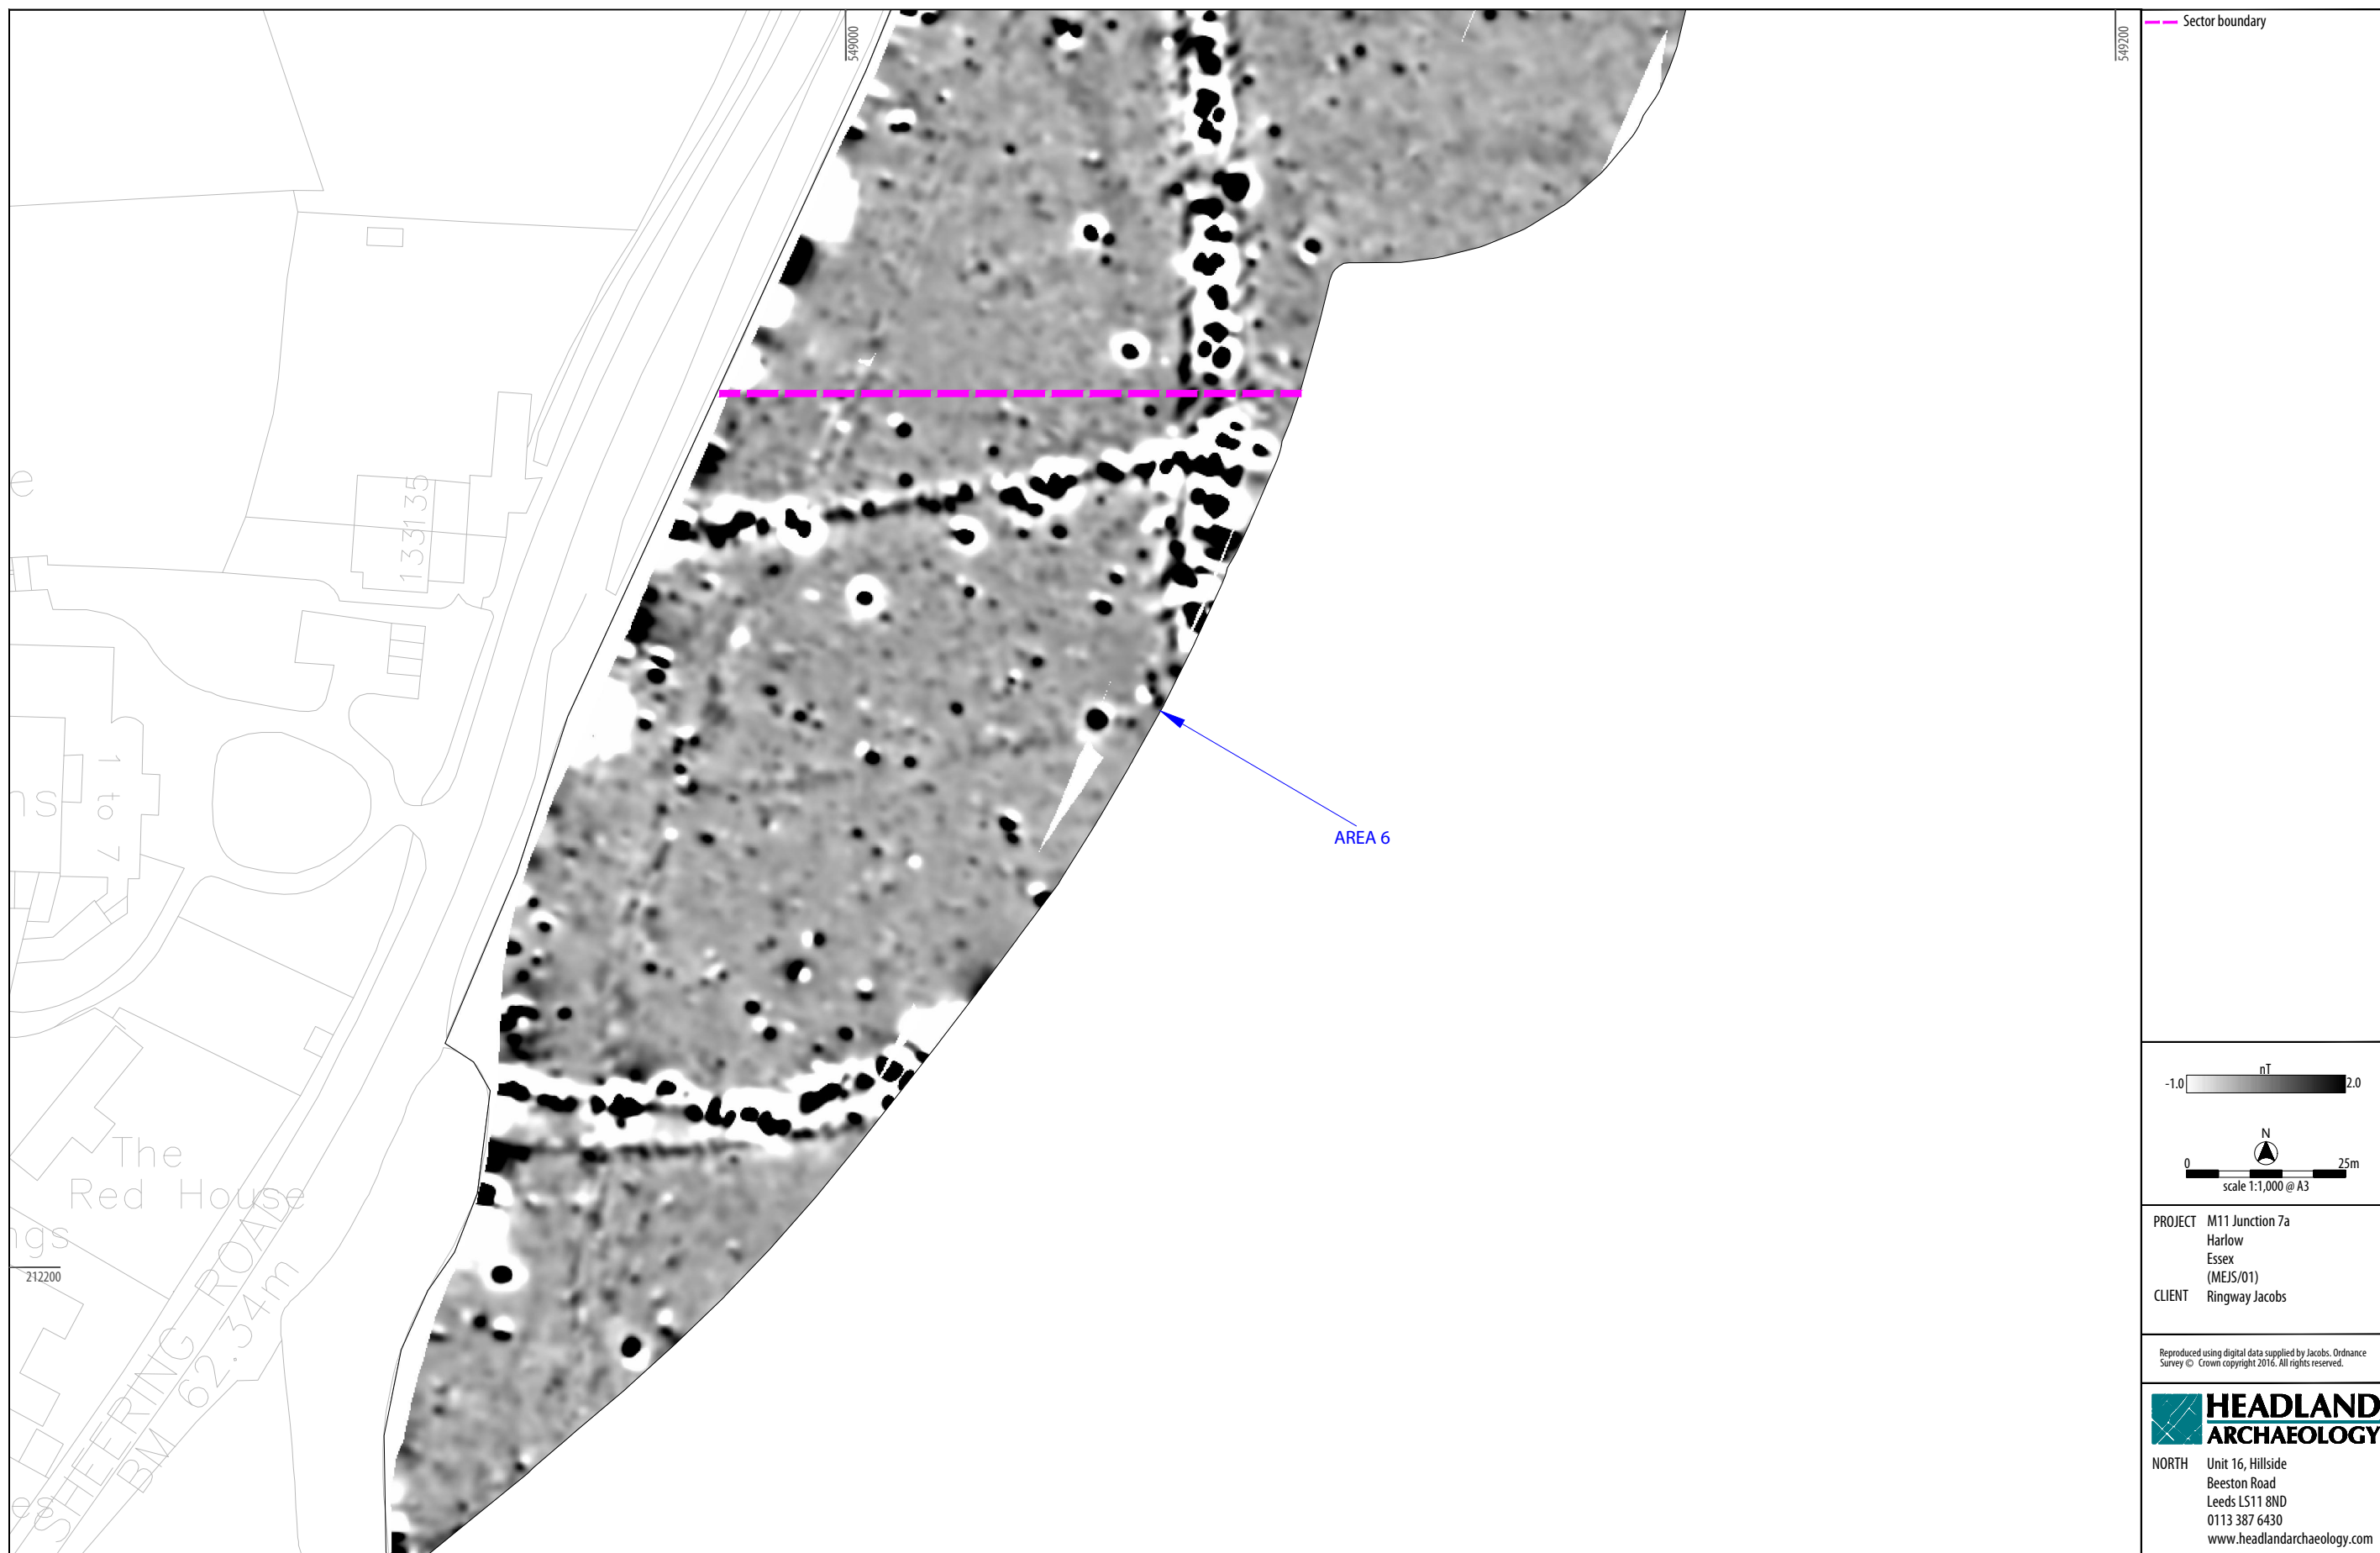 549000
549200
Sector boundary
e
133135
1 to 7
ns
AREA 6
The
Red House
ngs
212200
SHEERING ROAD
BM 62.34m
es
nT
-1.0
2.0
N
0
25m
scale 1:1,000 @ A3
PROJECT M11 Junction 7a
Harlow
Essex
(MEJS/01)
CLIENT Ringway Jacobs
Reproduced using digital data supplied by Jacobs. Ordnance
Survey © Crown copyright 2016. All rights reserved.
HEADLAND
ARCHAEOLOGY
NORTH Unit 16, Hillside
Beeston Road
Leeds LS11 8ND
0113 387 6430
www.headlandarchaeology.com